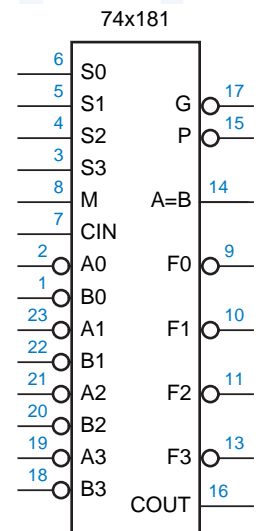 74x181
6 S0
5 S1 G 17
4 S2 P 15
3 S3
8 M A=B 14
7 CIN
2 A0 F0 9
1 B0
23 A1 F1 10
22 B1
21 A2 F2 11
20 B2
19 A3 F3 13
18 B3
COUT 16